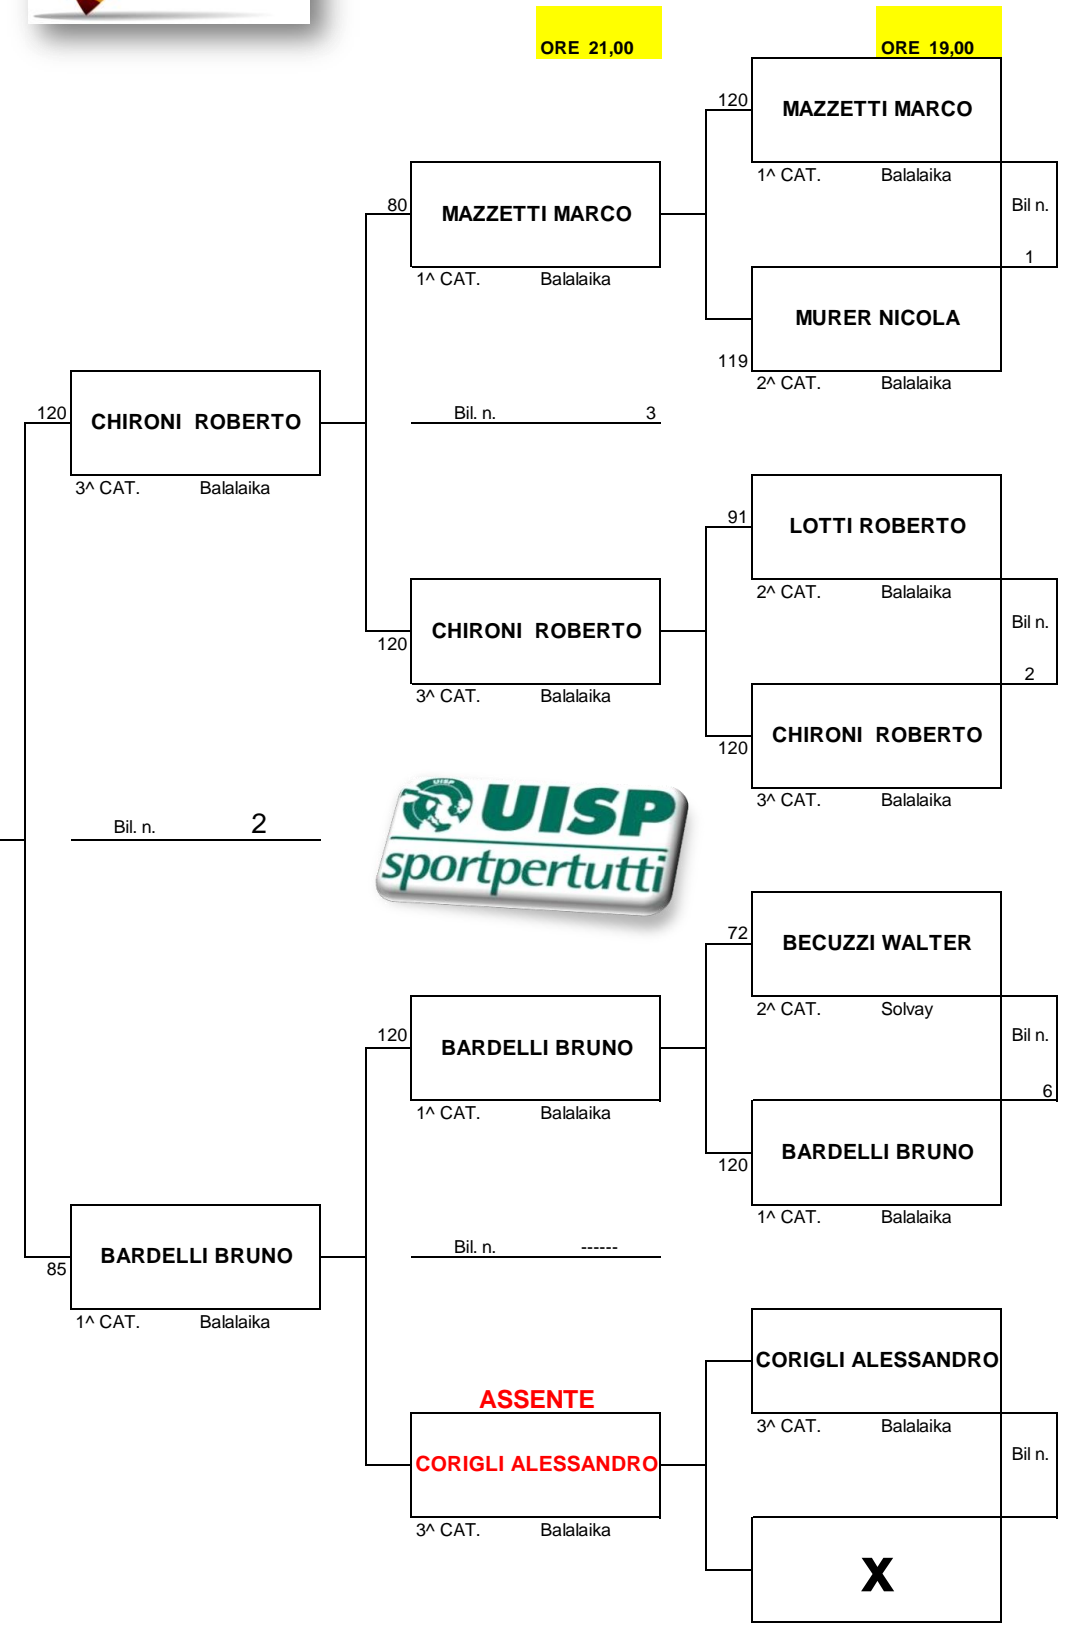 ORE 21,00
ORE 19,00
120
MAZZETTI MARCO
1^ CAT. Balalaika
Bil n.
1
80
MAZZETTI MARCO
1^ CAT. Balalaika
MURER NICOLA
119
2^ CAT. Balalaika
120
CHIRONI ROBERTO
3^ CAT. Balalaika
Bil. n. 3
91
LOTTI ROBERTO
2^ CAT. Balalaika
Bil n.
2
CHIRONI ROBERTO
120
3^ CAT. Balalaika
CHIRONI ROBERTO
120
3^ CAT. Balalaika
Bil. n. 2
UISP
UISP
sportpertutti
72
BECUZZI WALTER
2^ CAT. Solvay
Bil n.
6
120
BARDELLI BRUNO
1^ CAT. Balalaika
BARDELLI BRUNO
120
1^ CAT. Balalaika
BARDELLI BRUNO
85
1^ CAT. Balalaika
Bil. n. ------
CORIGLI ALESSANDRO
3^ CAT. Balalaika
Bil n.
ASSENTE
CORIGLI ALESSANDRO
3^ CAT. Balalaika
X